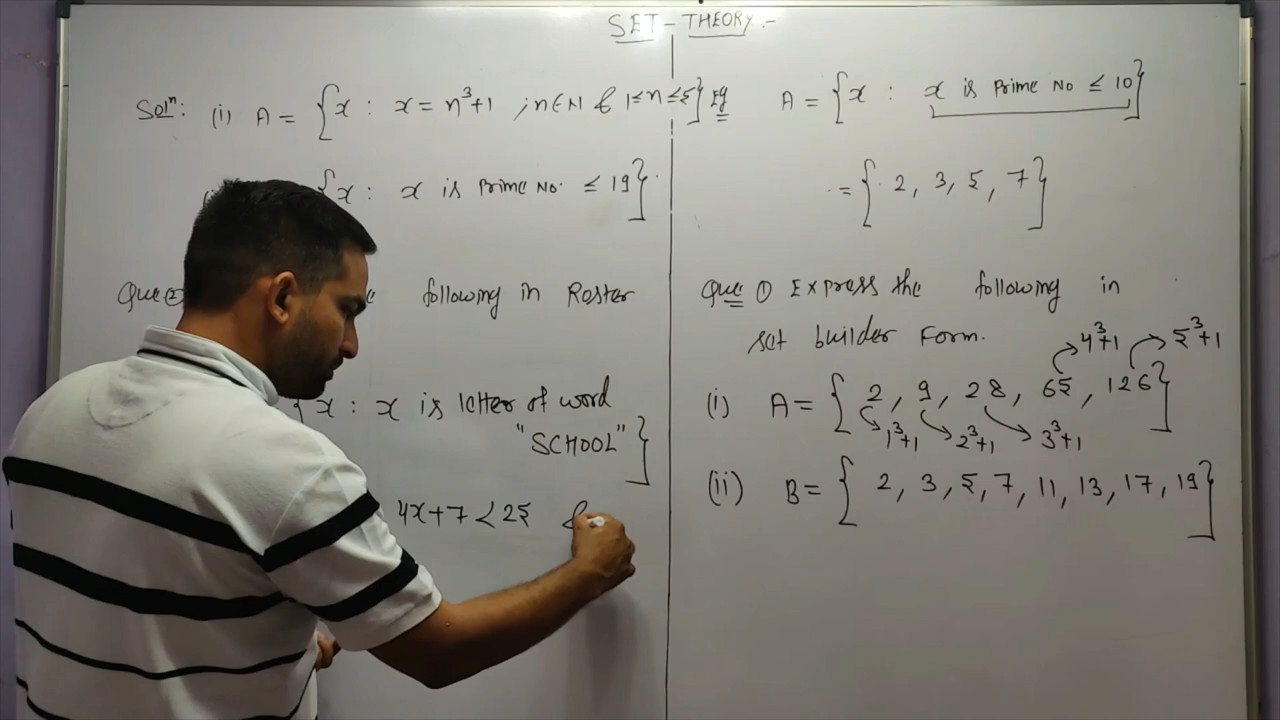 SET - THEORY :-
Solⁿ: (i) A = {x : x = n³+1 ; n ∈ N & 1≤n≤5}
{x : x is Prime No. ≤ 19}.
Que ②
following in Roster
{x : x is letter of word
"SCHOOL"}
4x+7 < 25 &
Eg A = {x : x is Prime No ≤ 10}
= {2, 3, 5, 7}
Que ① Express the following in
set builder Form.
4³+1 5³+1
(i) A = {2, 9, 28, 65, 126}
1³+1 2³+1 3³+1
(ii) B = {2, 3, 5, 7, 11, 13, 17, 19}